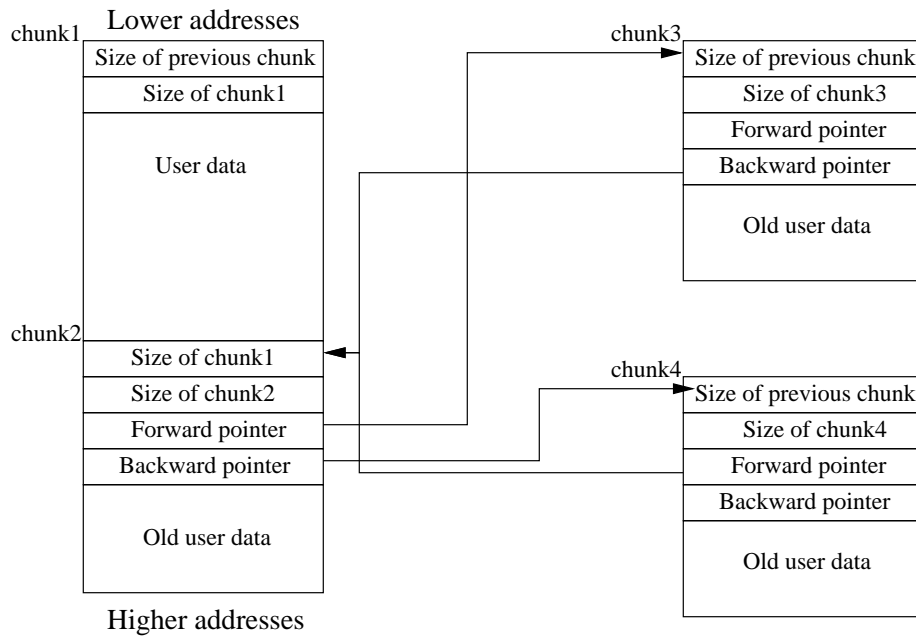 Lower addresses
chunk1
Size of previous chunk
Size of chunk1
User data
chunk2
Size of chunk1
Size of chunk2
Forward pointer
Backward pointer
Old user data
Higher addresses
chunk3
Size of previous chunk
Size of chunk3
Forward pointer
Backward pointer
Old user data
chunk4
Size of previous chunk
Size of chunk4
Forward pointer
Backward pointer
Old user data